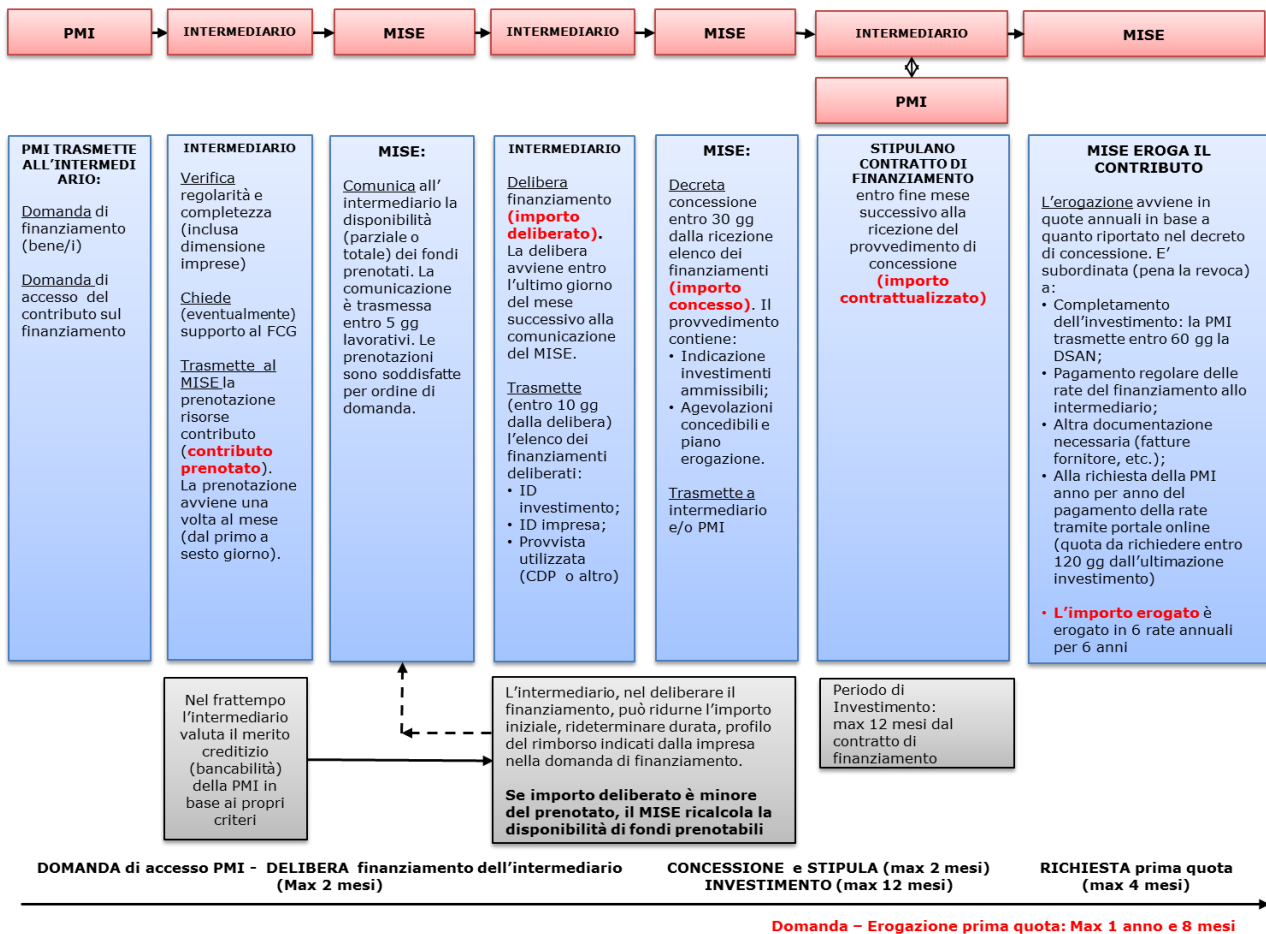 PMI
INTERMEDIARIO
MISE
INTERMEDIARIO
MISE
INTERMEDIARIO
MISE
PMI
PMI TRASMETTE
ALL’INTERMEDI
ARIO:
Domanda di
finanziamento
(bene/i)
Domanda di
accesso del
contributo sul
finanziamento
INTERMEDIARIO
Verifica
regolarità e
completezza
(inclusa
dimensione
imprese)
Chiede
(eventualmente)
supporto al FCG
Trasmette al
MISE la
prenotazione
risorse
contributo
(contributo
prenotato).
La prenotazione
avviene una
volta al mese
(dal primo a
sesto giorno).
MISE:
Comunica all’
intermediario la
disponibilità
(parziale o
totale) dei fondi
prenotati. La
comunicazione
è trasmessa
entro 5 gg
lavorativi. Le
prenotazioni
sono soddisfatte
per ordine di
domanda.
INTERMEDIARIO
Delibera
finanziamento
(importo
deliberato).
La delibera
avviene entro
l’ultimo giorno
del mese
successivo alla
comunicazione
del MISE.
Trasmette
(entro 10 gg
dalla delibera)
l’elenco dei
finanziamenti
deliberati:
• ID
investimento;
• ID impresa;
• Provvista
utilizzata
(CDP o altro)
MISE:
Decreta
concessione
entro 30 gg
dalla ricezione
elenco dei
finanziamenti
(importo
concesso). Il
provvedimento
contiene:
• Indicazione
investimenti
ammissibili;
• Agevolazioni
concedibili e
piano
erogazione.
Trasmette a
intermediario
e/o PMI
STIPULANO
CONTRATTO DI
FINANZIAMENTO
entro fine mese
successivo alla
ricezione del
provvedimento di
concessione
(importo
contrattualizzato)
MISE EROGA IL
CONTRIBUTO
L’erogazione avviene in
quote annuali in base a
quanto riportato nel decreto
di concessione. E’
subordinata (pena la revoca)
a:
• Completamento
dell’investimento: la PMI
trasmette entro 60 gg la
DSAN;
• Pagamento regolare delle
rate del finanziamento allo
intermediario;
• Altra documentazione
necessaria (fatture
fornitore, etc.);
• Alla richiesta della PMI
anno per anno del
pagamento della rate
tramite portale online
(quota da richiedere entro
120 gg dall’ultimazione
investimento)
• L’importo erogato è
erogato in 6 rate annuali
per 6 anni
Nel frattempo
l’intermediario
valuta il merito
creditizio
(bancabilità)
della PMI in
base ai propri
criteri
L’intermediario, nel deliberare il
finanziamento, può ridurne l’importo
iniziale, rideterminare durata, profilo
del rimborso indicati dalla impresa
nella domanda di finanziamento.
Se importo deliberato è minore
del prenotato, il MISE ricalcola la
disponibilità di fondi prenotabili
Periodo di
Investimento:
max 12 mesi dal
contratto di
finanziamento
DOMANDA di accesso PMI - DELIBERA finanziamento dell’intermediario
(Max 2 mesi)
CONCESSIONE e STIPULA (max 2 mesi)
INVESTIMENTO (max 12 mesi)
RICHIESTA prima quota
(max 4 mesi)
Domanda – Erogazione prima quota: Max 1 anno e 8 mesi